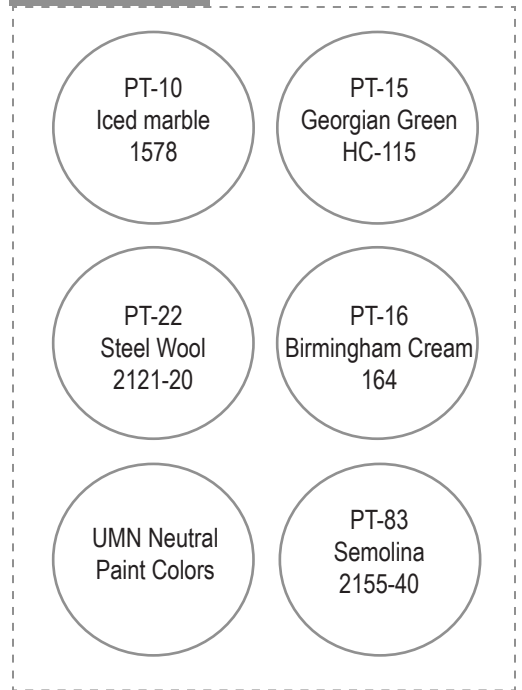 PT-10
Iced marble
1578
PT-15
Georgian Green
HC-115
PT-22
Steel Wool
2121-20
PT-16
Birmingham Cream
164
UMN Neutral
Paint Colors
PT-83
Semolina
2155-40